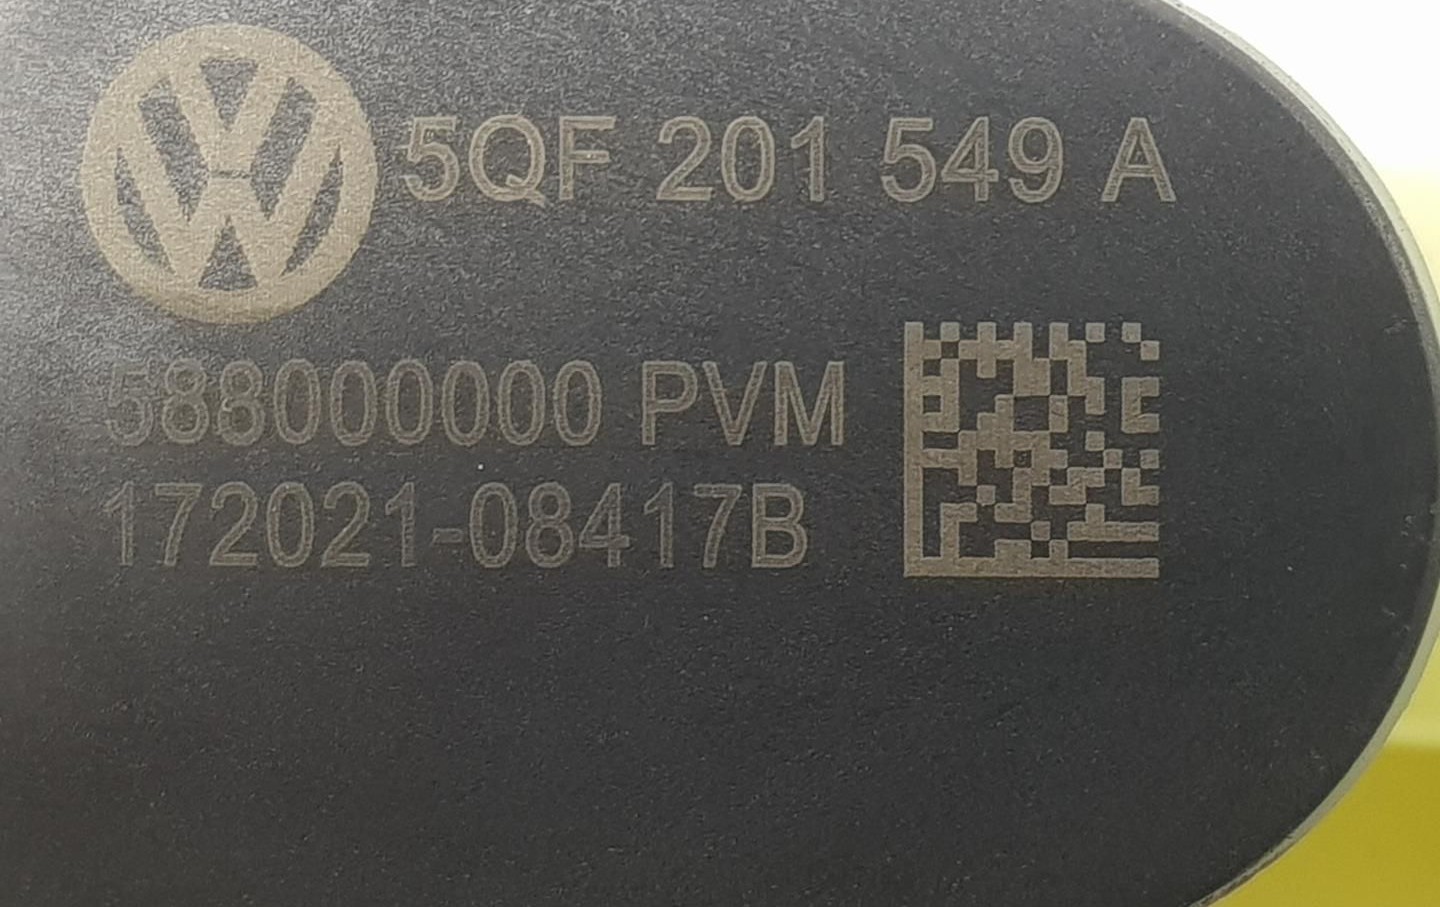 5QF 201 549 A
588000000 PVM
172021-08417B